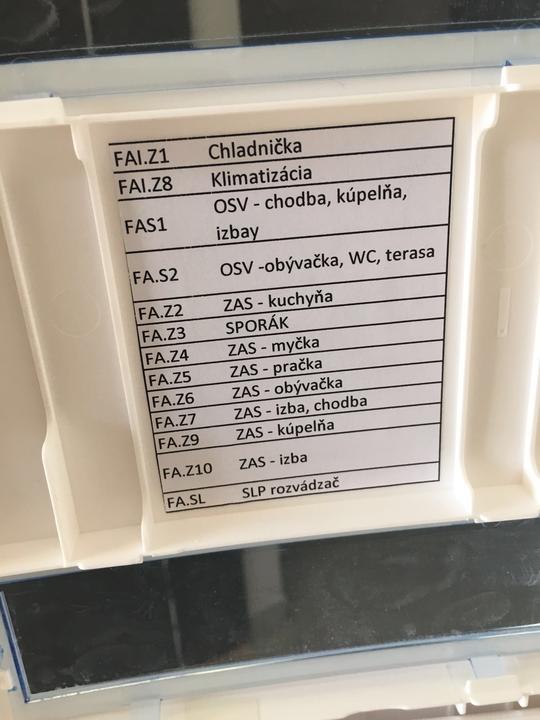 FAI.Z1 Chladnička
FAI.Z8 Klimatizácia
FAS1 OSV - chodba, kúpelňa,
izbay
FA.S2 OSV -obývačka, WC, terasa
FA.Z2 ZAS - kuchyňa
FA.Z3 SPORÁK
FA.Z4 ZAS - myčka
FA.Z5 ZAS - pračka
FA.Z6 ZAS - obývačka
FA.Z7 ZAS - izba, chodba
FA.Z9 ZAS - kúpelňa
FA.Z10 ZAS - izba
FA.SL SLP rozvádzač